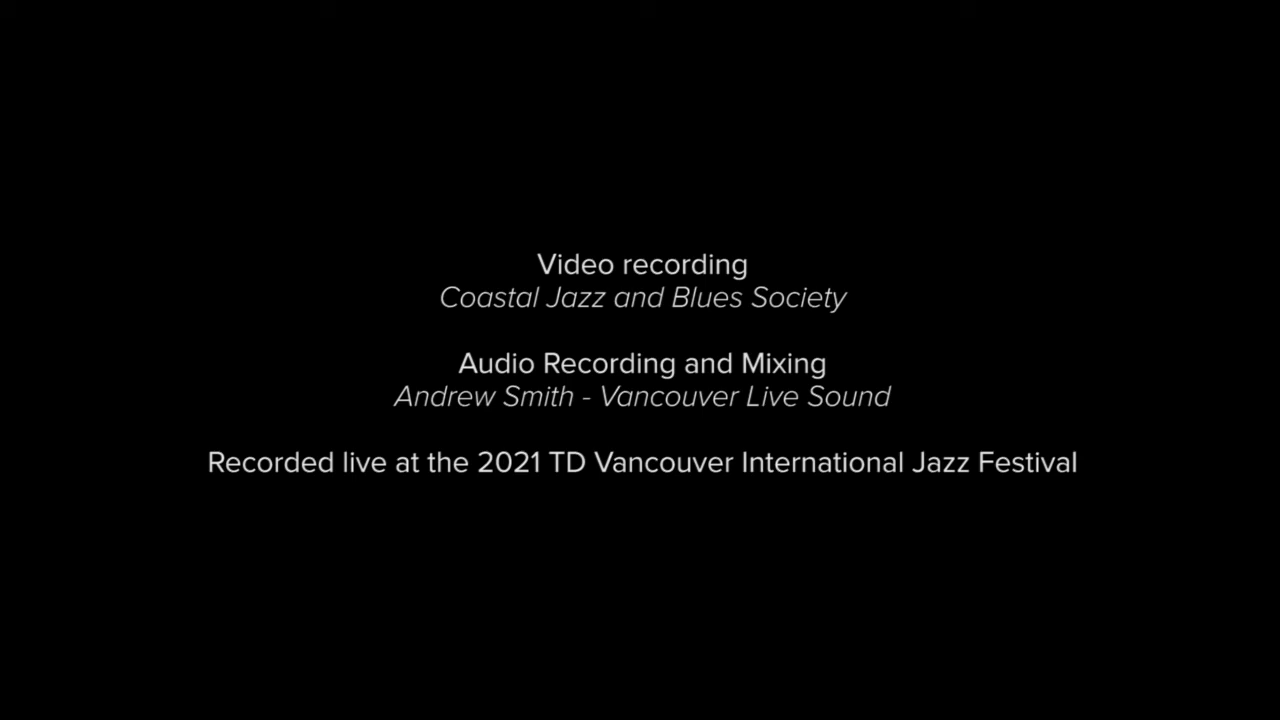 Video recording
Coastal Jazz and Blues Society
Audio Recording and Mixing
Andrew Smith - Vancouver Live Sound
Recorded live at the 2021 TD Vancouver International Jazz Festival